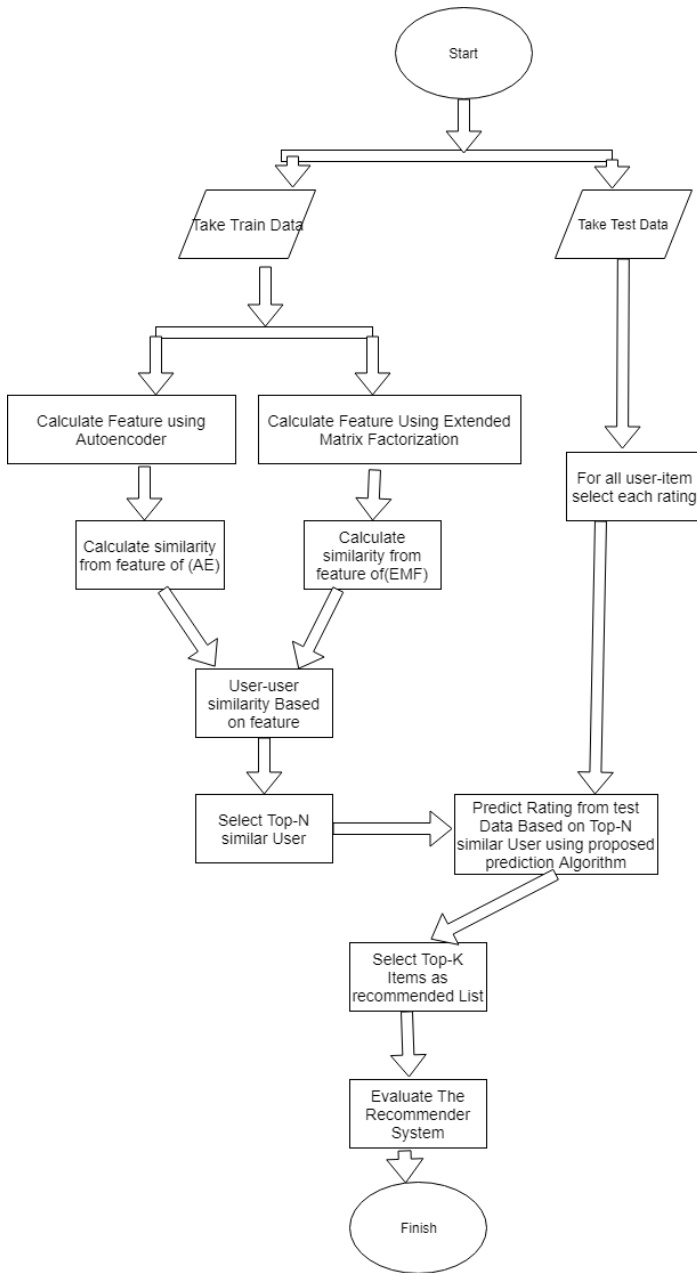 Start
Take Train Data
Take Test Data
Calculate Feature using
Autoencoder
Calculate Feature Using Extended
Matrix Factorization
For all user-item
select each rating
Calculate similarity
from feature of (AE)
Calculate
similarity from
feature of(EMF)
User-user
similarity Based
on feature
Select Top-N
similar User
Predict Rating from test
Data Based on Top-N
similar User using proposed
prediction Algorithm
Select Top-K
Items as
recommended List
Evaluate The
Recommender
System
Finish